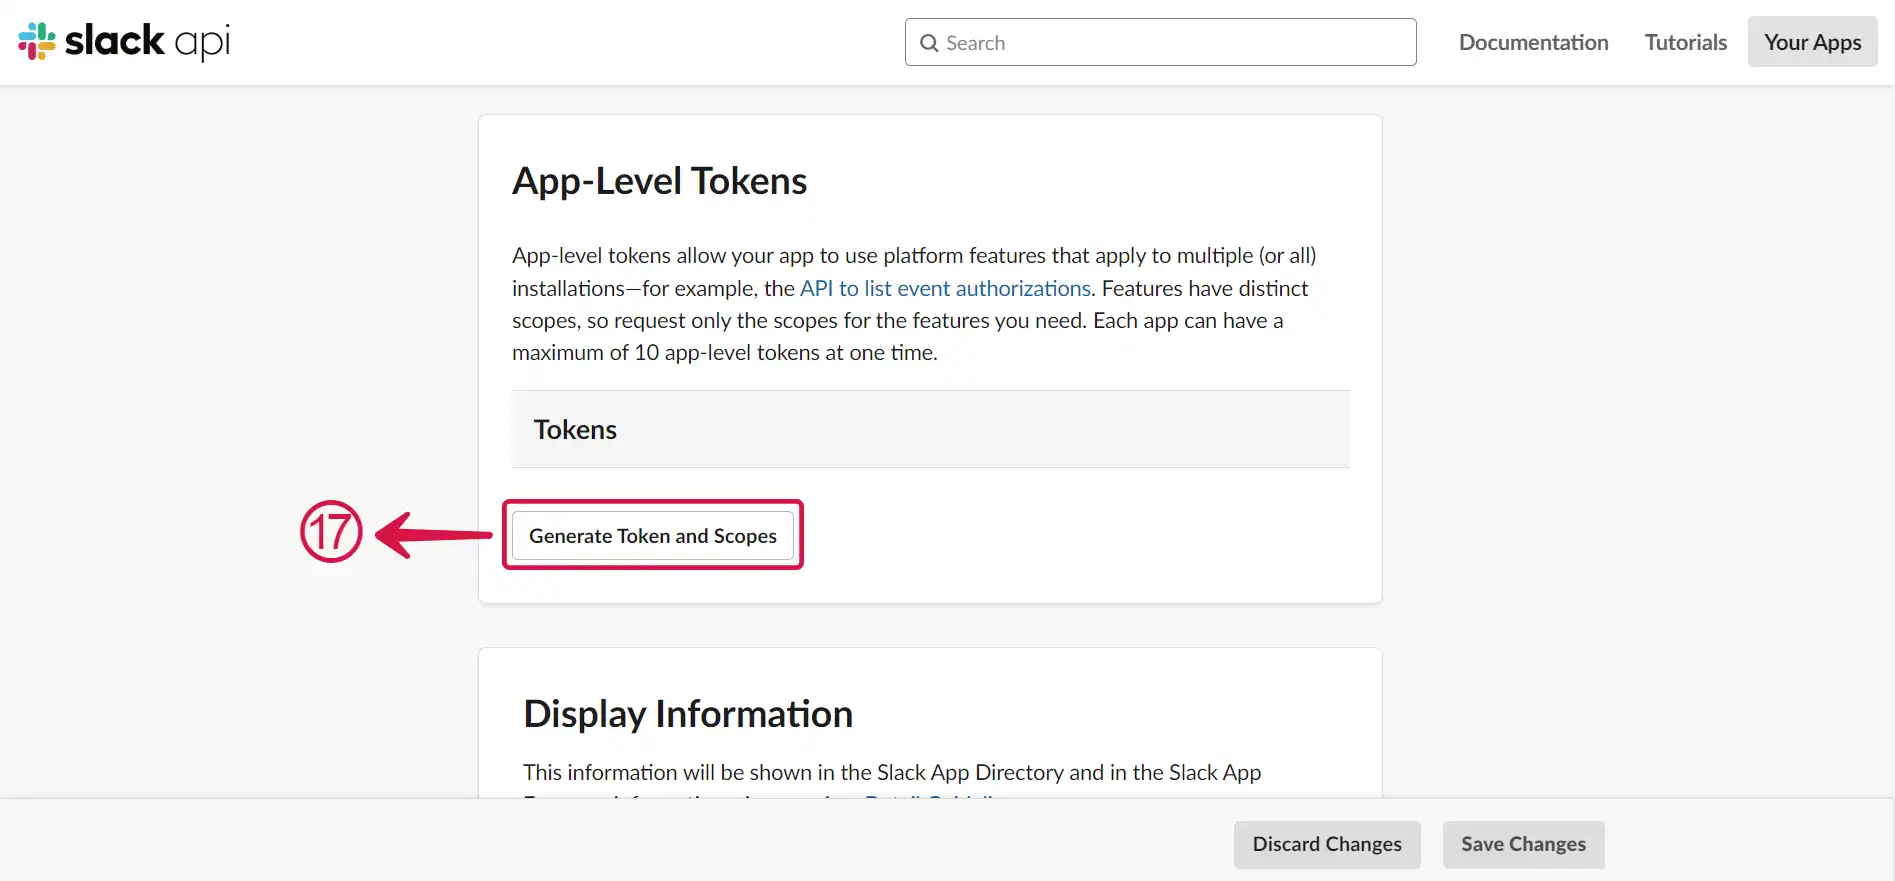 slack api
Search
Documentation
Tutorials
Your Apps
App-Level Tokens
App-level tokens allow your app to use platform features that apply to multiple (or all)
installations—for example, the API to list event authorizations. Features have distinct
scopes, so request only the scopes for the features you need. Each app can have a
maximum of 10 app-level tokens at one time.
Tokens
17
Generate Token and Scopes
Display Information
This information will be shown in the Slack App Directory and in the Slack App
Discard Changes
Save Changes